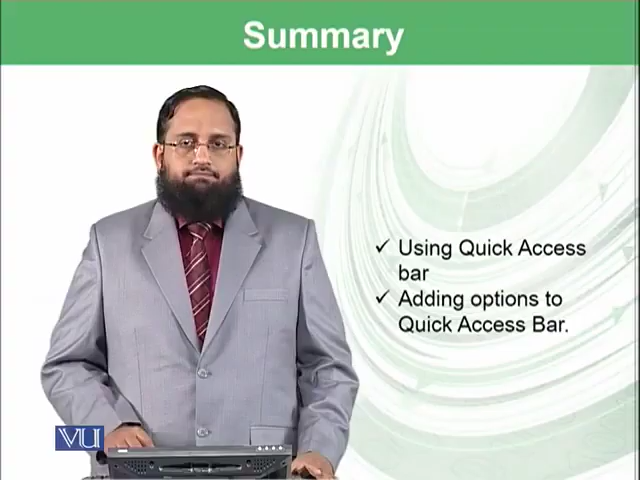 Summary
✓ Using Quick Access
bar
✓ Adding options to
Quick Access Bar.
VU